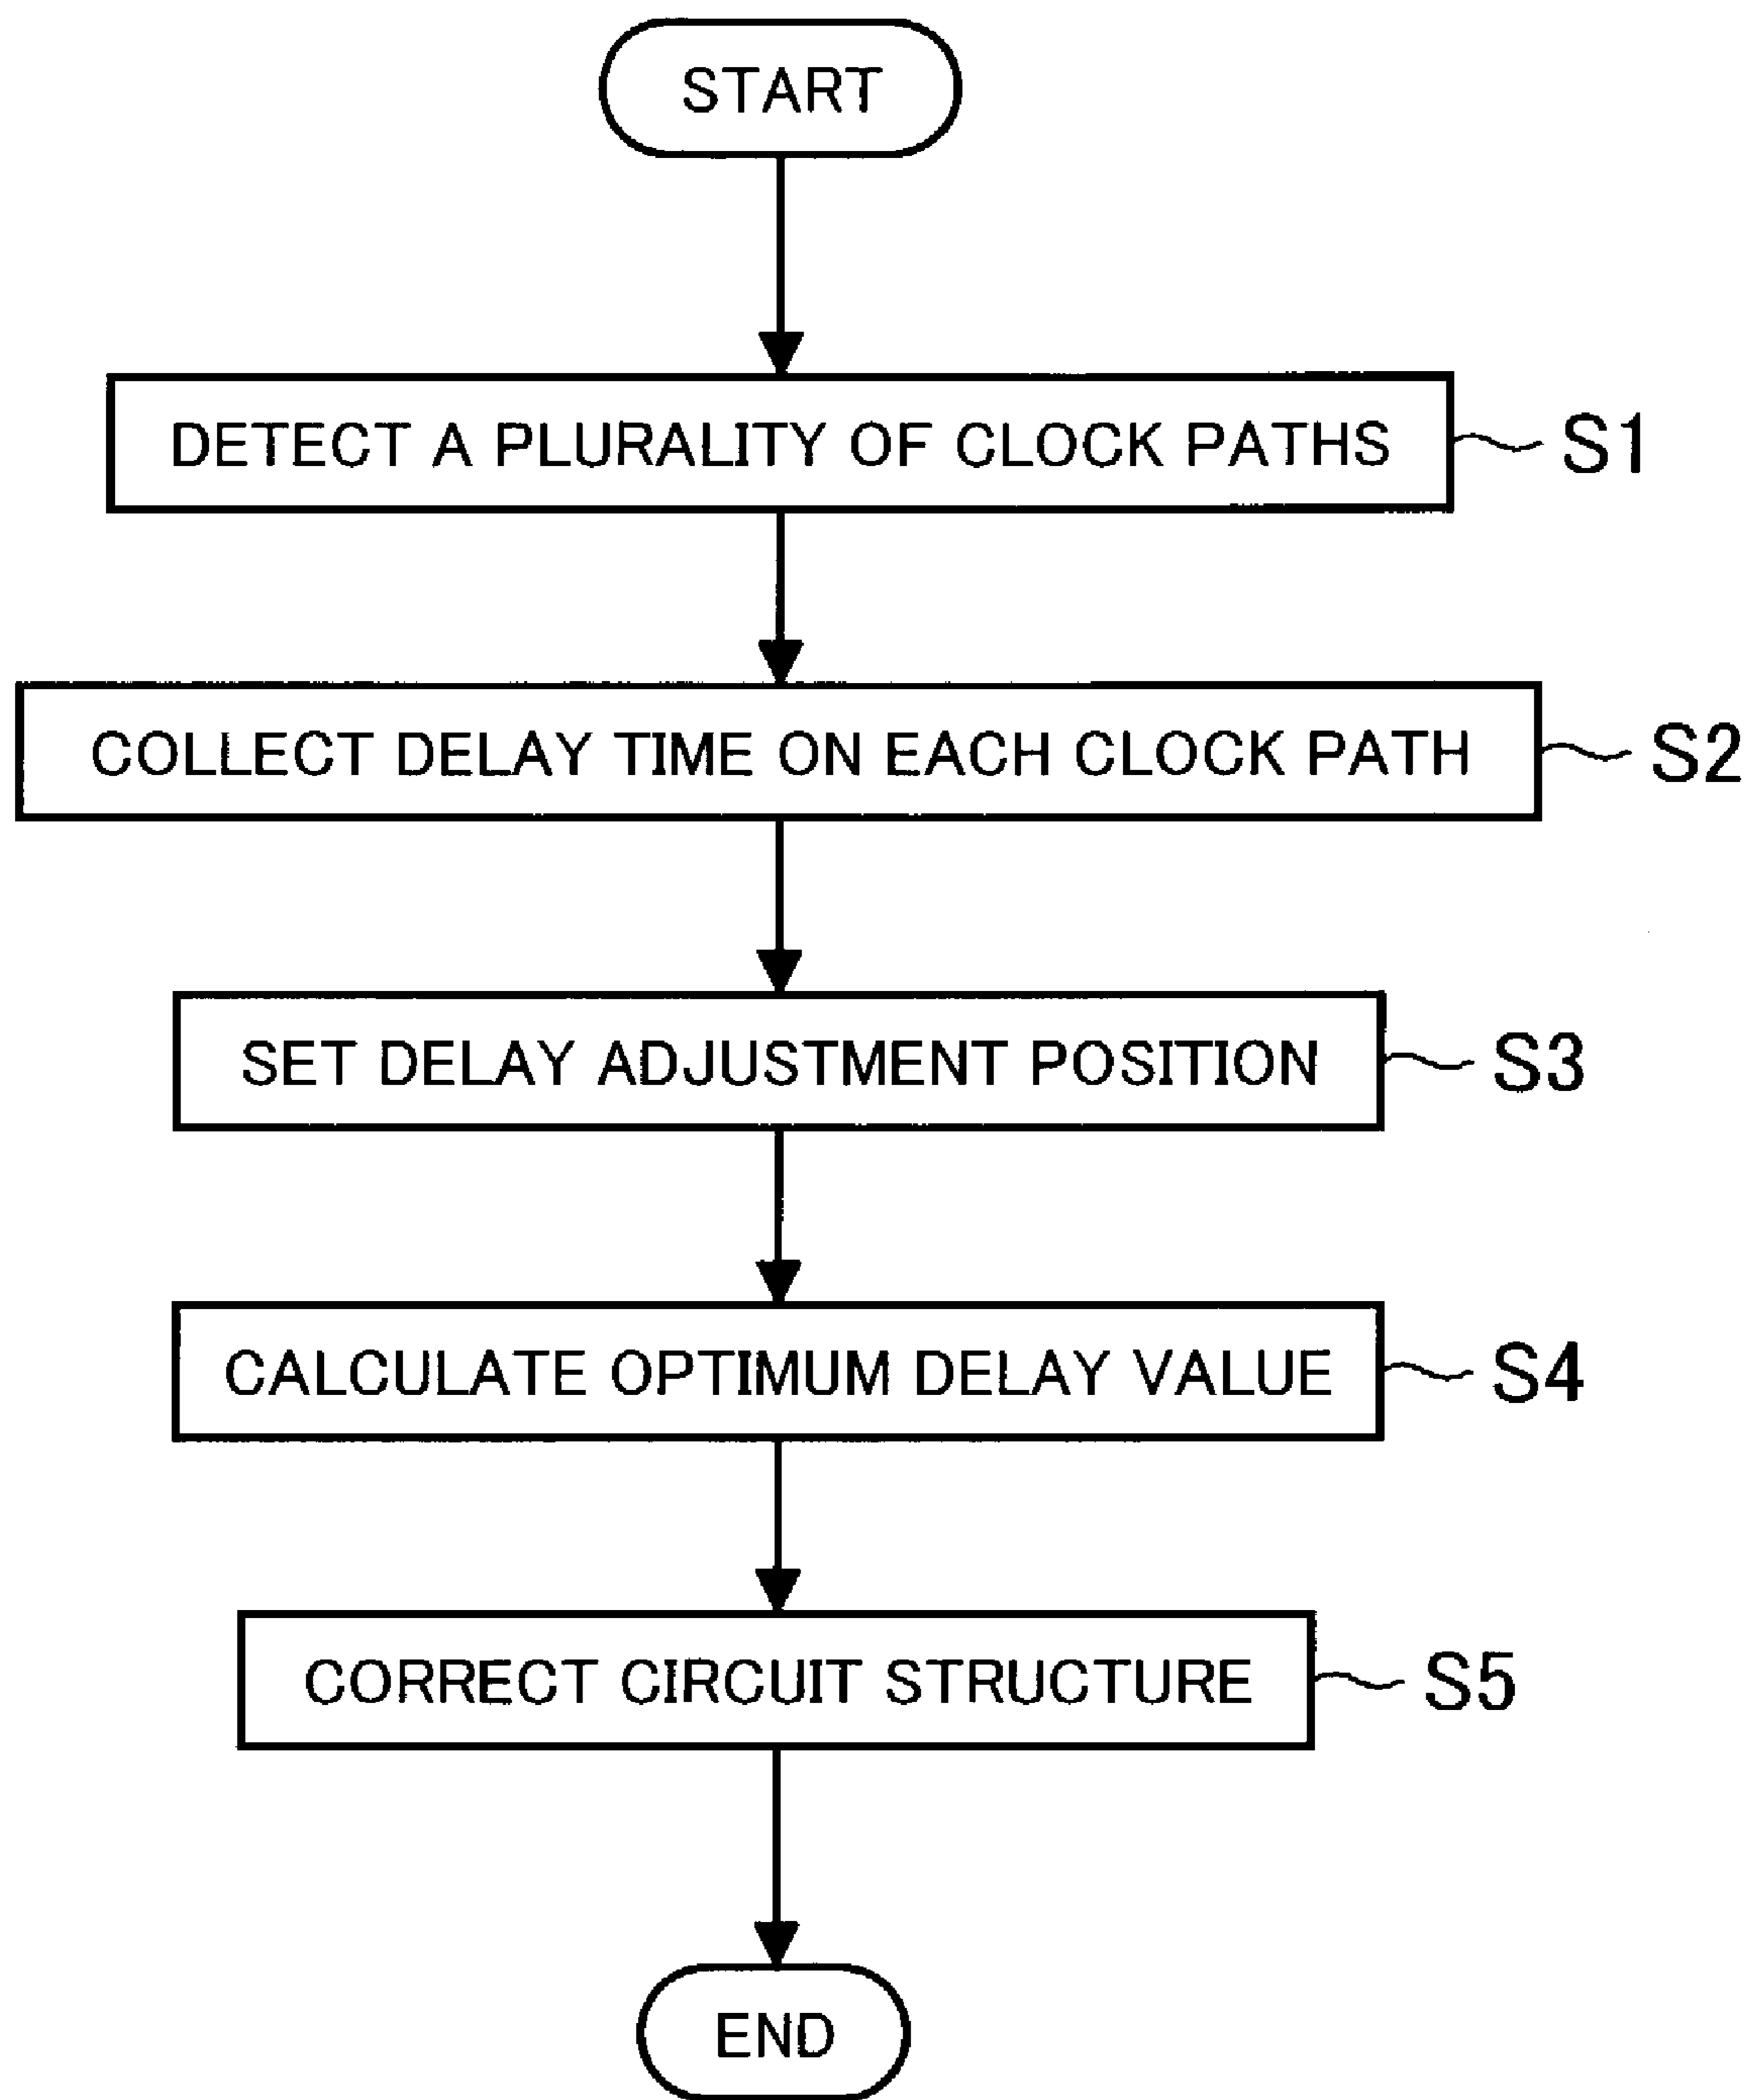 START
DETECT A PLURALITY OF CLOCK PATHS
S1
COLLECT DELAY TIME ON EACH CLOCK PATH
S2
SET DELAY ADJUSTMENT POSITION
S3
CALCULATE OPTIMUM DELAY VALUE
S4
CORRECT CIRCUIT STRUCTURE
S5
END